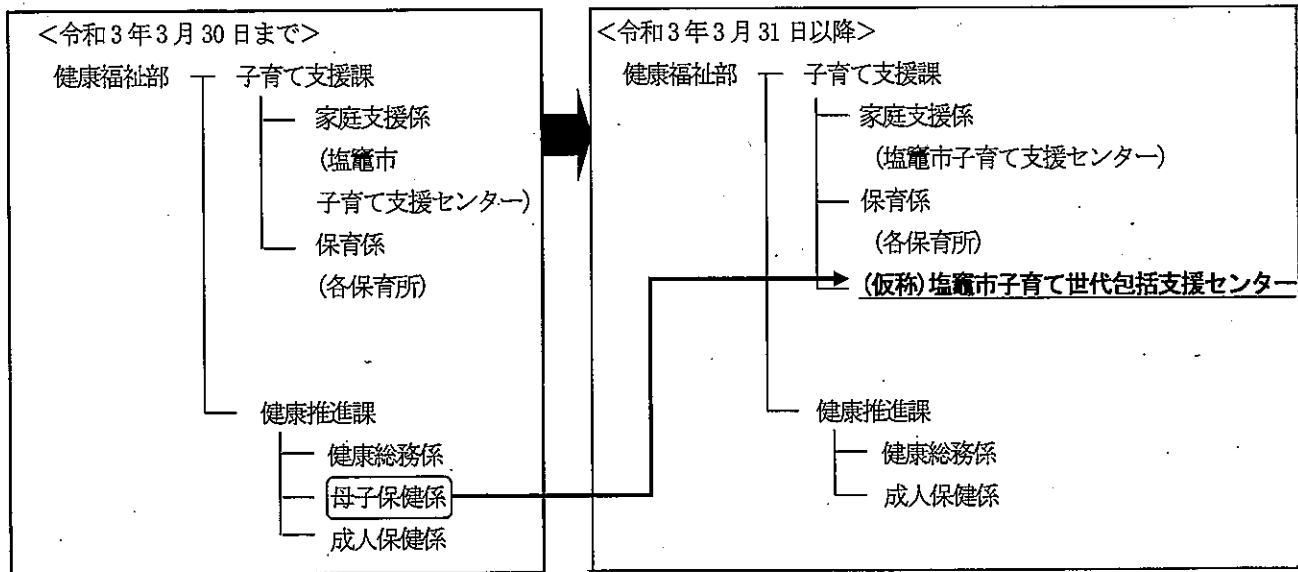 <令和3年3月30日まで>
健康福祉部
子育て支援課
家庭支援係
(塩竈市
子育て支援センター)
保育係
(各保育所)
健康推進課
健康総務係
母子保健係
成人保健係
<令和3年3月31日以降>
健康福祉部
子育て支援課
家庭支援係
(塩竈市子育て支援センター)
保育係
(各保育所)
(仮称)塩竈市子育て世代包括支援センター
健康推進課
健康総務係
成人保健係